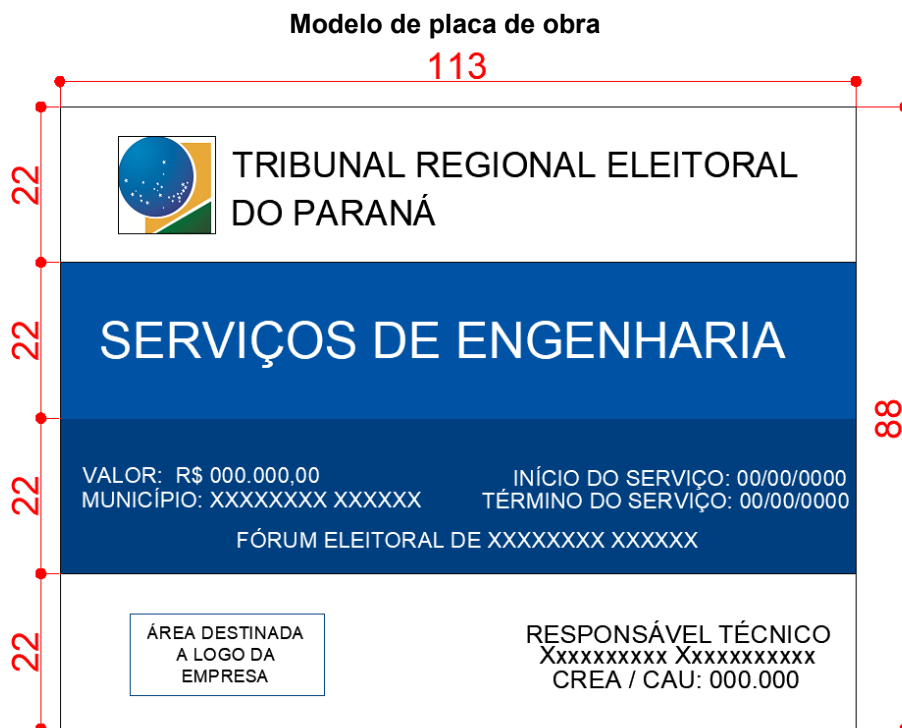 Modelo de placa de obra
113
22
TRIBUNAL REGIONAL ELEITORAL
DO PARANÁ
22
SERVIÇOS DE ENGENHARIA
88
22
VALOR: R$ 000.000,00
MUNICÍPIO: XXXXXXXX XXXXXX
INÍCIO DO SERVIÇO: 00/00/0000
TÉRMINO DO SERVIÇO: 00/00/0000
FÓRUM ELEITORAL DE XXXXXXXX XXXXXX
22
ÁREA DESTINADA
A LOGO DA
EMPRESA
RESPONSÁVEL TÉCNICO
Xxxxxxxxxx Xxxxxxxxxxx
CREA / CAU: 000.000